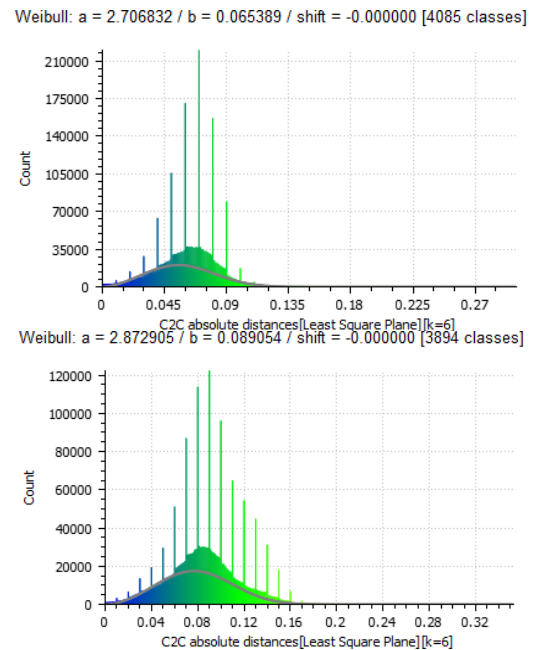 Weibull: a = 2.706832 / b = 0.065389 / shift = -0.000000 [4085 classes]
210000
175000
140000
105000
70000
35000
0
Count
0 0.045 0.09 0.135 0.18 0.225 0.27
C2C absolute distances[Least Square Plane][k=6]
Weibull: a = 2.872905 / b = 0.089054 / shift = -0.000000 [3894 classes]
120000
100000
80000
60000
40000
20000
0
Count
0 0.04 0.08 0.12 0.16 0.2 0.24 0.28 0.32
C2C absolute distances[Least Square Plane][k=6]